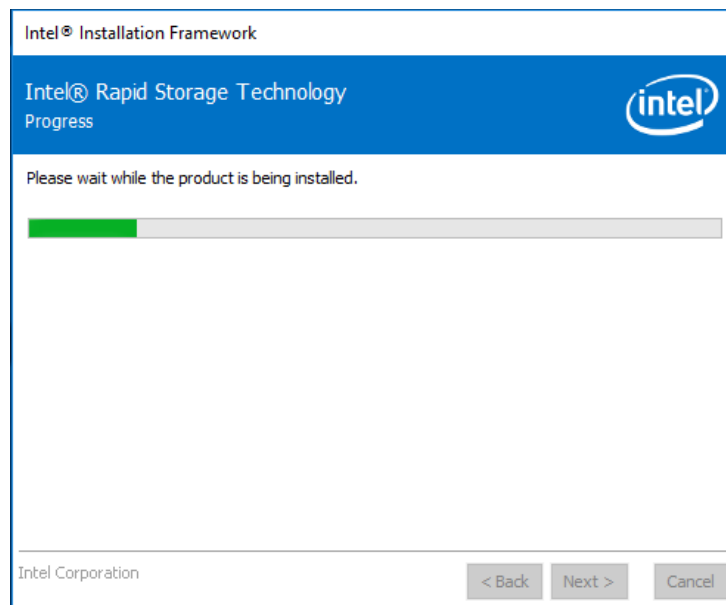 Intel® Installation Framework
Intel® Rapid Storage Technology
Progress
intel
Please wait while the product is being installed.
Intel Corporation
< Back
Next >
Cancel